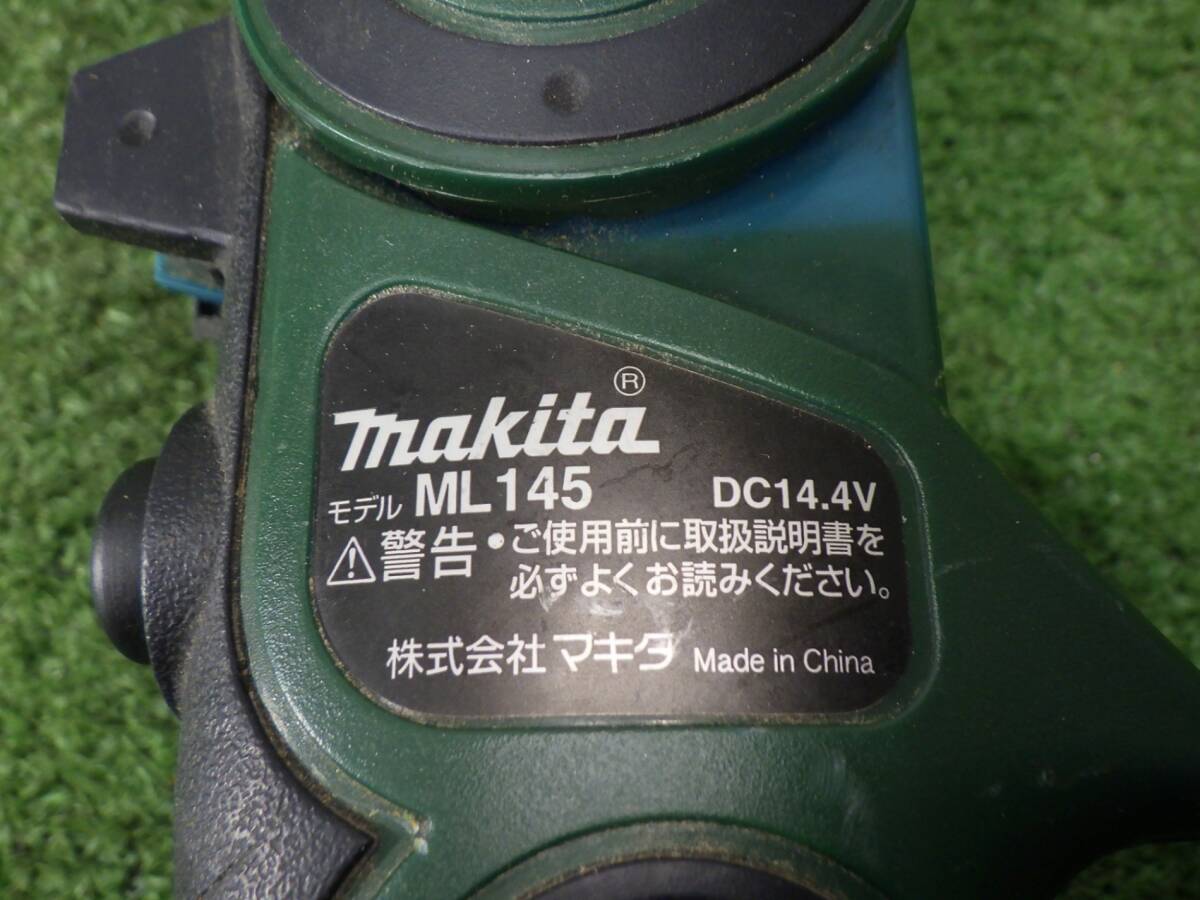 makita®
モデル ML145 DC14.4V
⚠警告 •ご使用前に取扱説明書を
必ずよくお読みください。
株式会社 マキタ Made in China